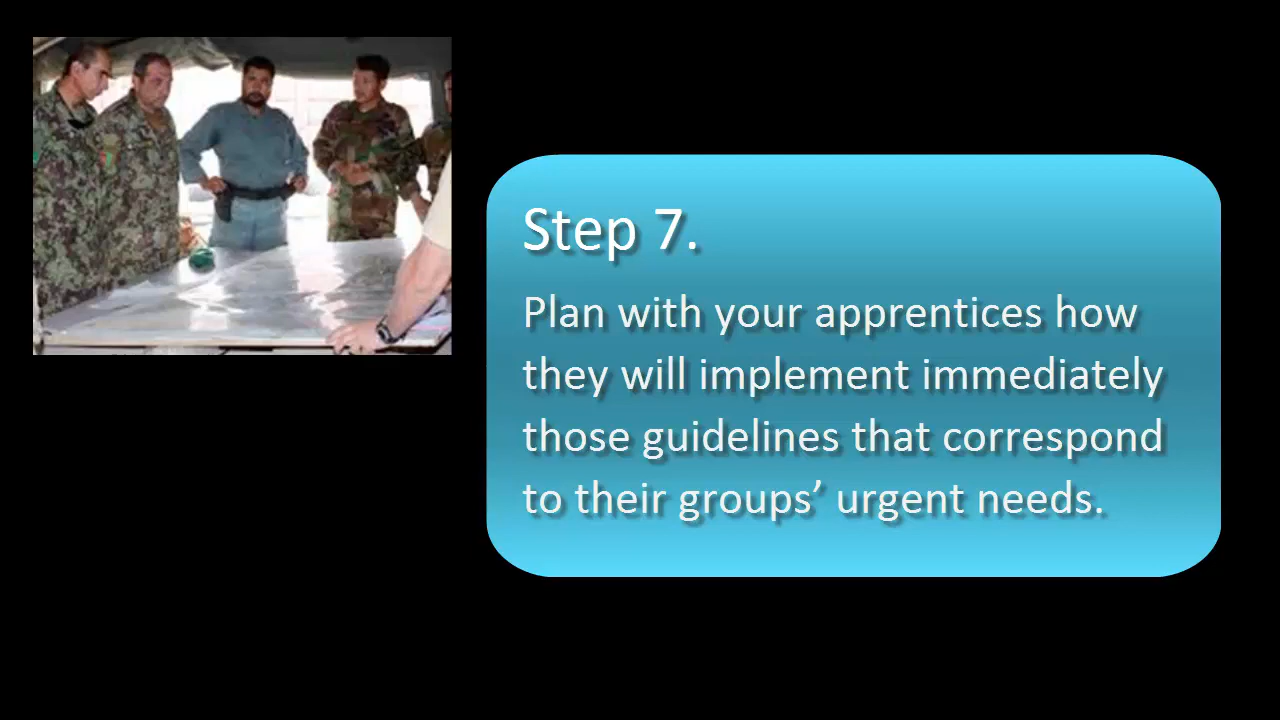 Step 7.
Plan with your apprentices how
they will implement immediately
those guidelines that correspond
to their groups’ urgent needs.